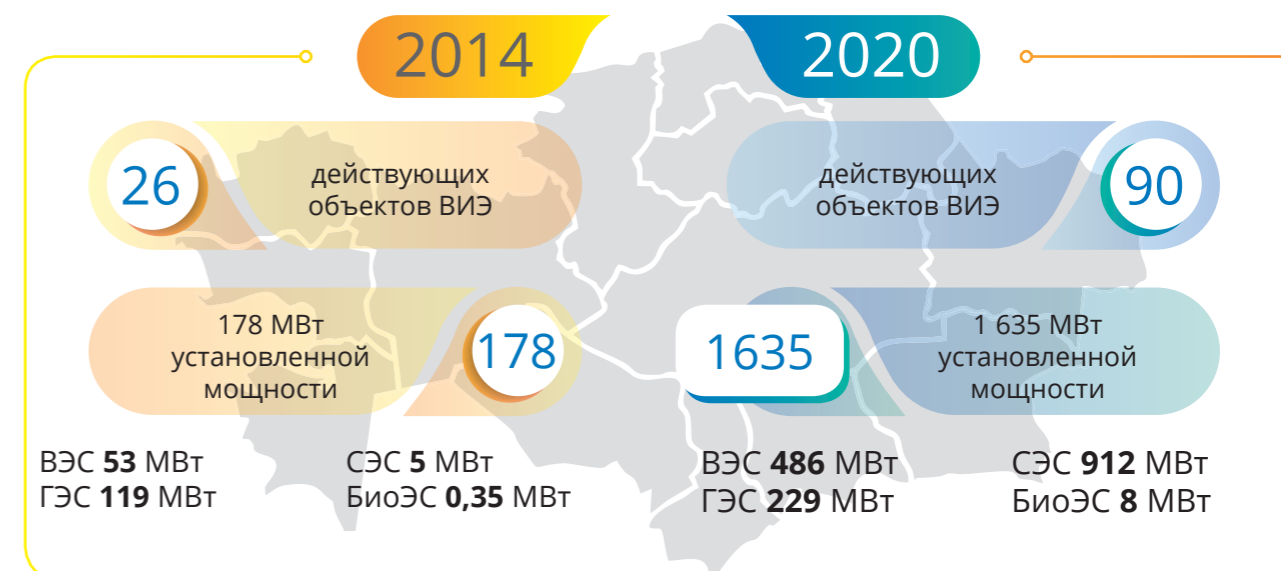 2014
26
действующих
объектов ВИЭ
178 МВт
установленной
мощности
178
ВЭС 53 МВт
ГЭС 119 МВт
СЭС 5 МВт
БиоЭС 0,35 МВт
2020
действующих
объектов ВИЭ
90
1635
1 635 МВт
установленной
мощности
ВЭС 486 МВт
ГЭС 229 МВт
СЭС 912 МВт
БиоЭС 8 МВт